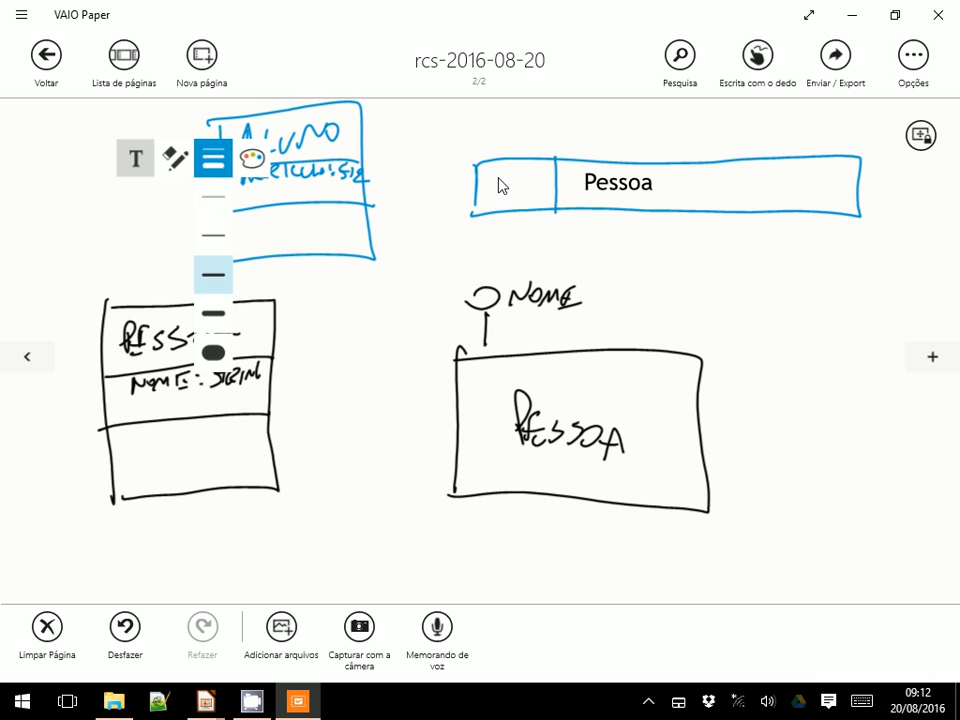 VAIO Paper
Voltar
Lista de páginas
Nova página
rcs-2016-08-20
2/2
Pesquisa
Escrita com o dedo
Enviar / Export
Opções
T
Pessoa
NOME
PESSOA
Limpar Página
Desfazer
Refazer
Adicionar arquivos
Capturar com a
câmera
Memorando de
voz
09:12
20/08/2016